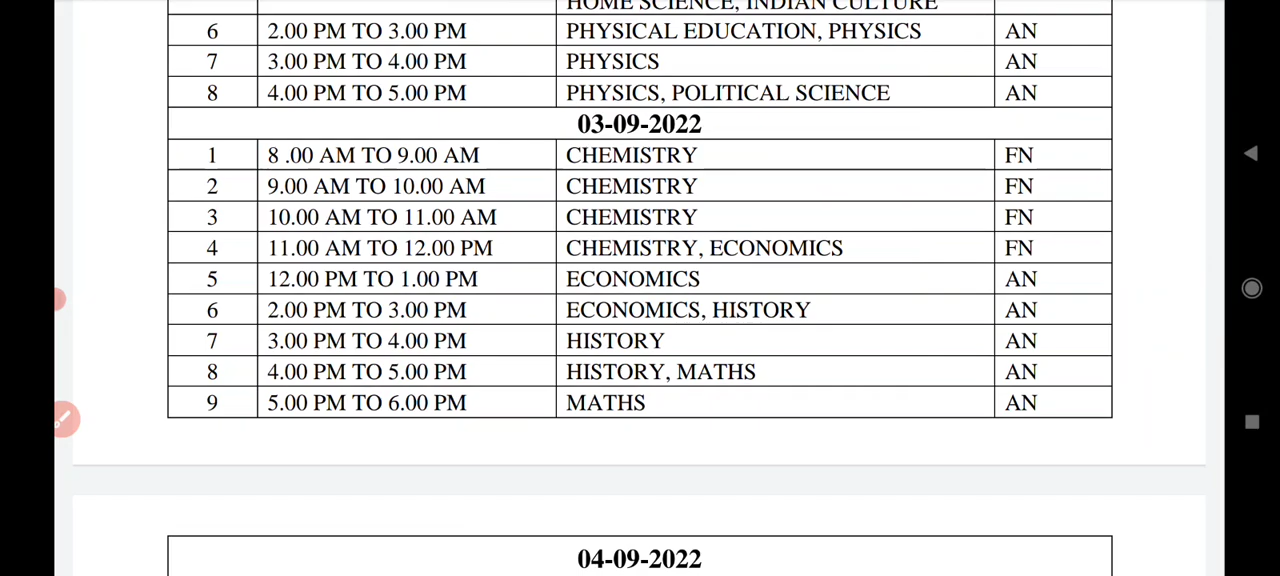 HOME SCIENCE, INDIAN CULTURE
6 2.00 PM TO 3.00 PM PHYSICAL EDUCATION, PHYSICS AN
7 3.00 PM TO 4.00 PM PHYSICS AN
8 4.00 PM TO 5.00 PM PHYSICS, POLITICAL SCIENCE AN
03-09-2022
1 8 .00 AM TO 9.00 AM CHEMISTRY FN
2 9.00 AM TO 10.00 AM CHEMISTRY FN
3 10.00 AM TO 11.00 AM CHEMISTRY FN
4 11.00 AM TO 12.00 PM CHEMISTRY, ECONOMICS FN
5 12.00 PM TO 1.00 PM ECONOMICS AN
6 2.00 PM TO 3.00 PM ECONOMICS, HISTORY AN
7 3.00 PM TO 4.00 PM HISTORY AN
8 4.00 PM TO 5.00 PM HISTORY, MATHS AN
9 5.00 PM TO 6.00 PM MATHS AN
04-09-2022